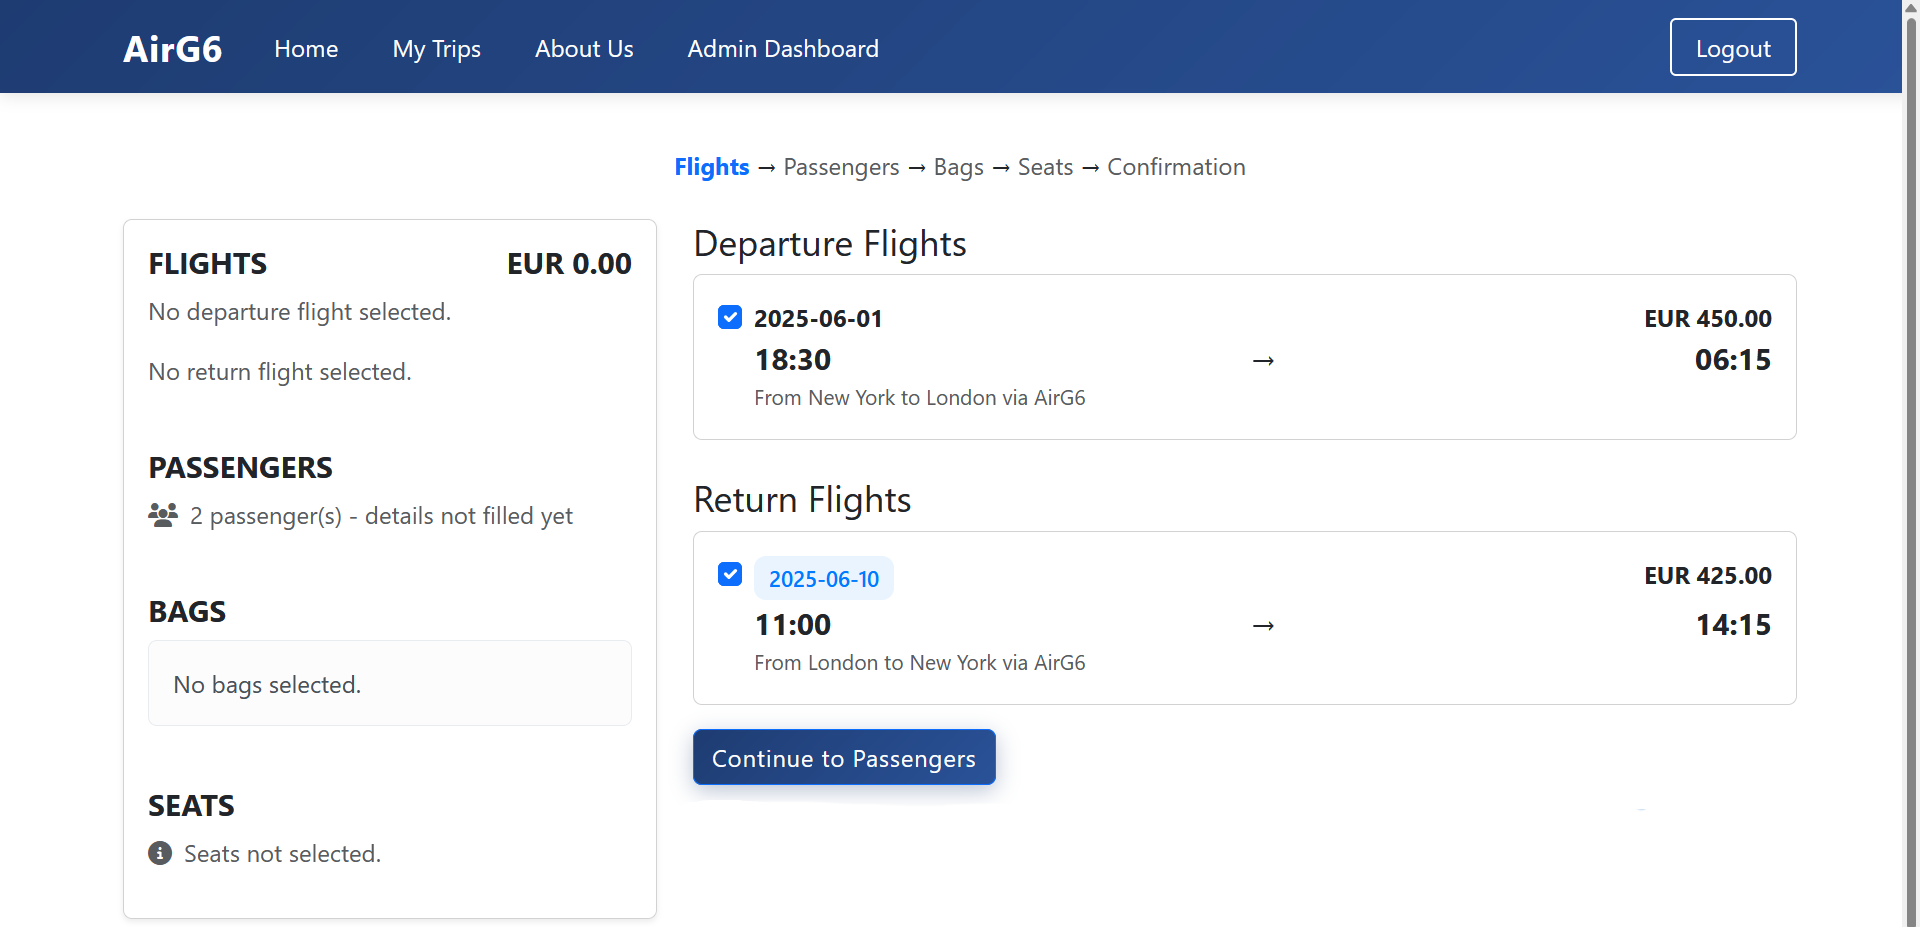 AirG6 Home My Trips About Us Admin Dashboard Logout
Flights → Passengers → Bags → Seats → Confirmation
FLIGHTS EUR 0.00
No departure flight selected.
No return flight selected.
PASSENGERS
2 passenger(s) - details not filled yet
BAGS
No bags selected.
SEATS
Seats not selected.
Departure Flights
2025-06-01 EUR 450.00
18:30 → 06:15
From New York to London via AirG6
Return Flights
2025-06-10 EUR 425.00
11:00 → 14:15
From London to New York via AirG6
Continue to Passengers